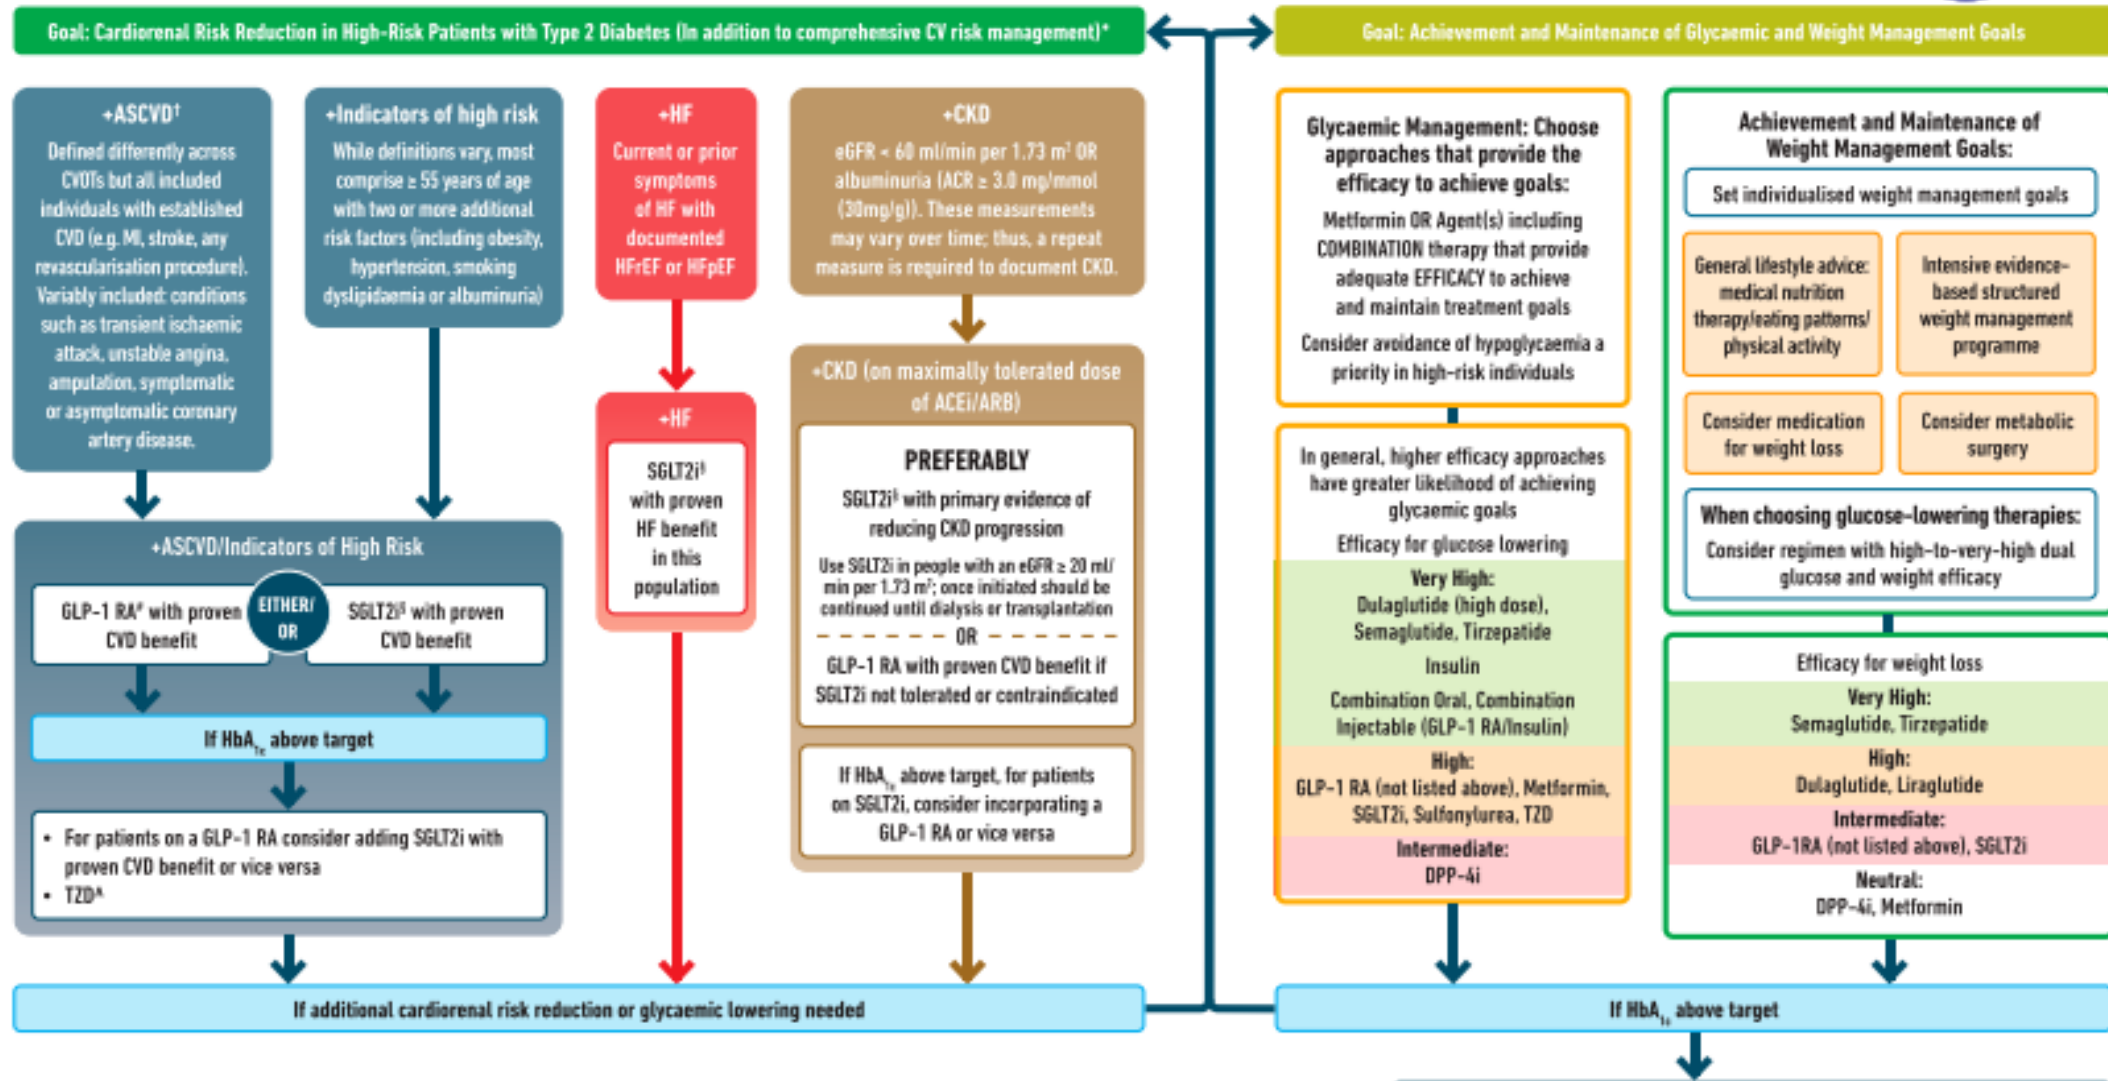 Goal: Cardiorenal Risk Reduction in High-Risk Patients with Type 2 Diabetes (In addition to comprehensive CV risk management)*
+ASCVD†
Defined differently across
CVOTs but all included
individuals with established
CVD (e.g. MI, stroke, any
revascularisation procedure).
Variably included: conditions
such as transient ischaemic
attack, unstable angina,
amputation, symptomatic
or asymptomatic coronary
artery disease.
+Indicators of high risk
While definitions vary, most
comprise ≥ 55 years of age
with two or more additional
risk factors (including obesity,
hypertension, smoking
dyslipidaemia or albuminuria)
+ASCVD/Indicators of High Risk
GLP-1 RA# with proven
CVD benefit
EITHER/
OR
SGLT2i§ with proven
CVD benefit
If HbA1c above target
• For patients on a GLP-1 RA consider adding SGLT2i with
proven CVD benefit or vice versa
• TZD^
+HF
Current or prior
symptoms
of HF with
documented
HFrEF or HFpEF
+HF
SGLT2i§
with proven
HF benefit
in this
population
+CKD
eGFR < 60 ml/min per 1.73 m² OR
albuminuria (ACR ≥ 3.0 mg/mmol
(30mg/g)). These measurements
may vary over time; thus, a repeat
measure is required to document CKD.
+CKD (on maximally tolerated dose
of ACEi/ARB)
PREFERABLY
SGLT2i§ with primary evidence of
reducing CKD progression
Use SGLT2i in people with an eGFR ≥ 20 ml/
min per 1.73 m²; once initiated should be
continued until dialysis or transplantation
OR
GLP-1 RA with proven CVD benefit if
SGLT2i not tolerated or contraindicated
If HbA1c above target, for patients
on SGLT2i, consider incorporating a
GLP-1 RA or vice versa
If additional cardiorenal risk reduction or glycaemic lowering needed
Goal: Achievement and Maintenance of Glycaemic and Weight Management Goals
Glycaemic Management: Choose
approaches that provide the
efficacy to achieve goals:
Metformin OR Agent(s) including
COMBINATION therapy that provide
adequate EFFICACY to achieve
and maintain treatment goals
Consider avoidance of hypoglycaemia a
priority in high-risk individuals
In general, higher efficacy approaches
have greater likelihood of achieving
glycaemic goals
Efficacy for glucose lowering
Very High:
Dulaglutide (high dose),
Semaglutide, Tirzepatide
Insulin
Combination Oral, Combination
Injectable (GLP-1 RA/Insulin)
High:
GLP-1 RA (not listed above), Metformin,
SGLT2i, Sulfonylurea, TZD
Intermediate:
DPP-4i
Achievement and Maintenance of
Weight Management Goals:
Set individualised weight management goals
General lifestyle advice:
medical nutrition
therapy/eating patterns/
physical activity
Intensive evidence-
based structured
weight management
programme
Consider medication
for weight loss
Consider metabolic
surgery
When choosing glucose-lowering therapies:
Consider regimen with high-to-very-high dual
glucose and weight efficacy
Efficacy for weight loss
Very High:
Semaglutide, Tirzepatide
High:
Dulaglutide, Liraglutide
Intermediate:
GLP-1RA (not listed above), SGLT2i
Neutral:
DPP-4i, Metformin
If HbA1c above target